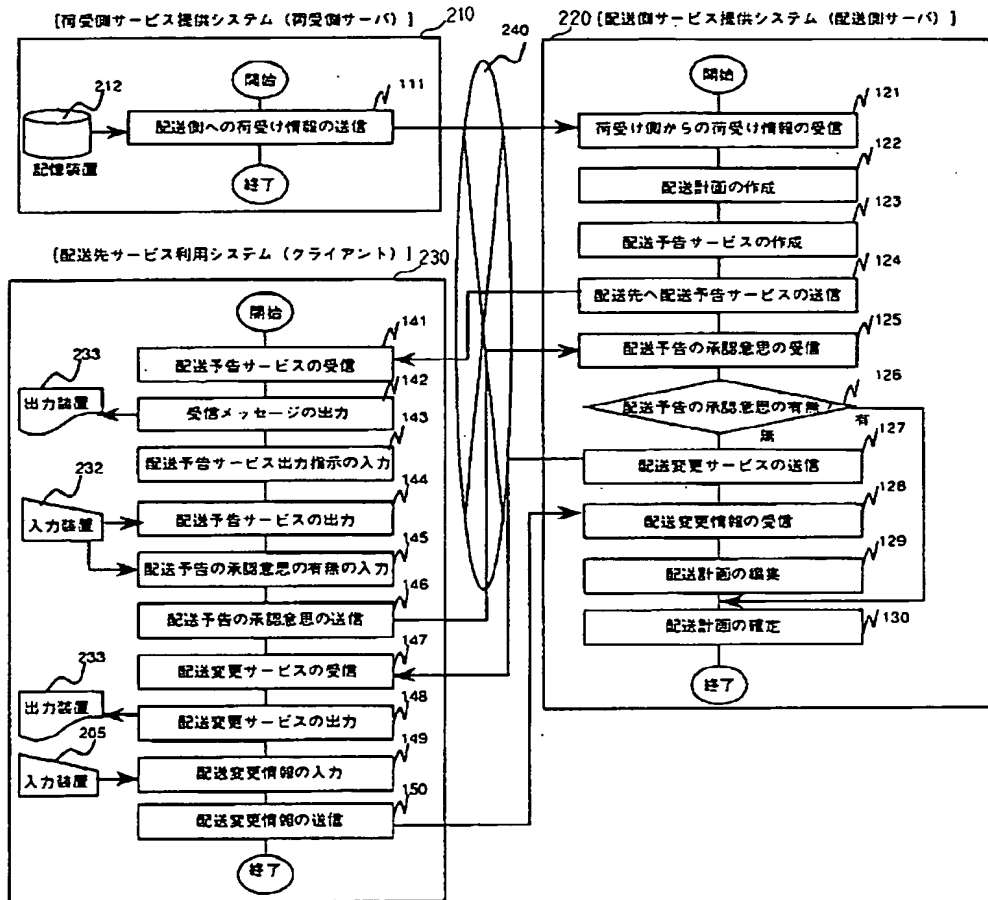 [荷受側サービス提供システム(荷受側サーバ)]
210
212
記憶装置
開始
111
配送側への荷受け情報の送信
終了
240
220
[配送側サービス提供システム(配送側サーバ)]
開始
121
荷受け側からの荷受け情報の受信
122
配送計画の作成
123
配送予告サービスの作成
124
配送先へ配送予告サービスの送信
125
配送予告の承認意思の受信
126
配送予告の承認意思の有無
有
無
127
配送変更サービスの送信
128
配送変更情報の受信
129
配送計画の編集
130
配送計画の確定
終了
[配送先サービス利用システム(クライアント)]
230
開始
141
配送予告サービスの受信
233
出力装置
142
受信メッセージの出力
143
配送予告サービス出力指示の入力
232
入力装置
144
配送予告サービスの出力
145
配送予告の承認意思の有無の入力
146
配送予告の承認意思の送信
147
配送変更サービスの受信
233
出力装置
148
配送変更サービスの出力
205
入力装置
149
配送変更情報の入力
150
配送変更情報の送信
終了